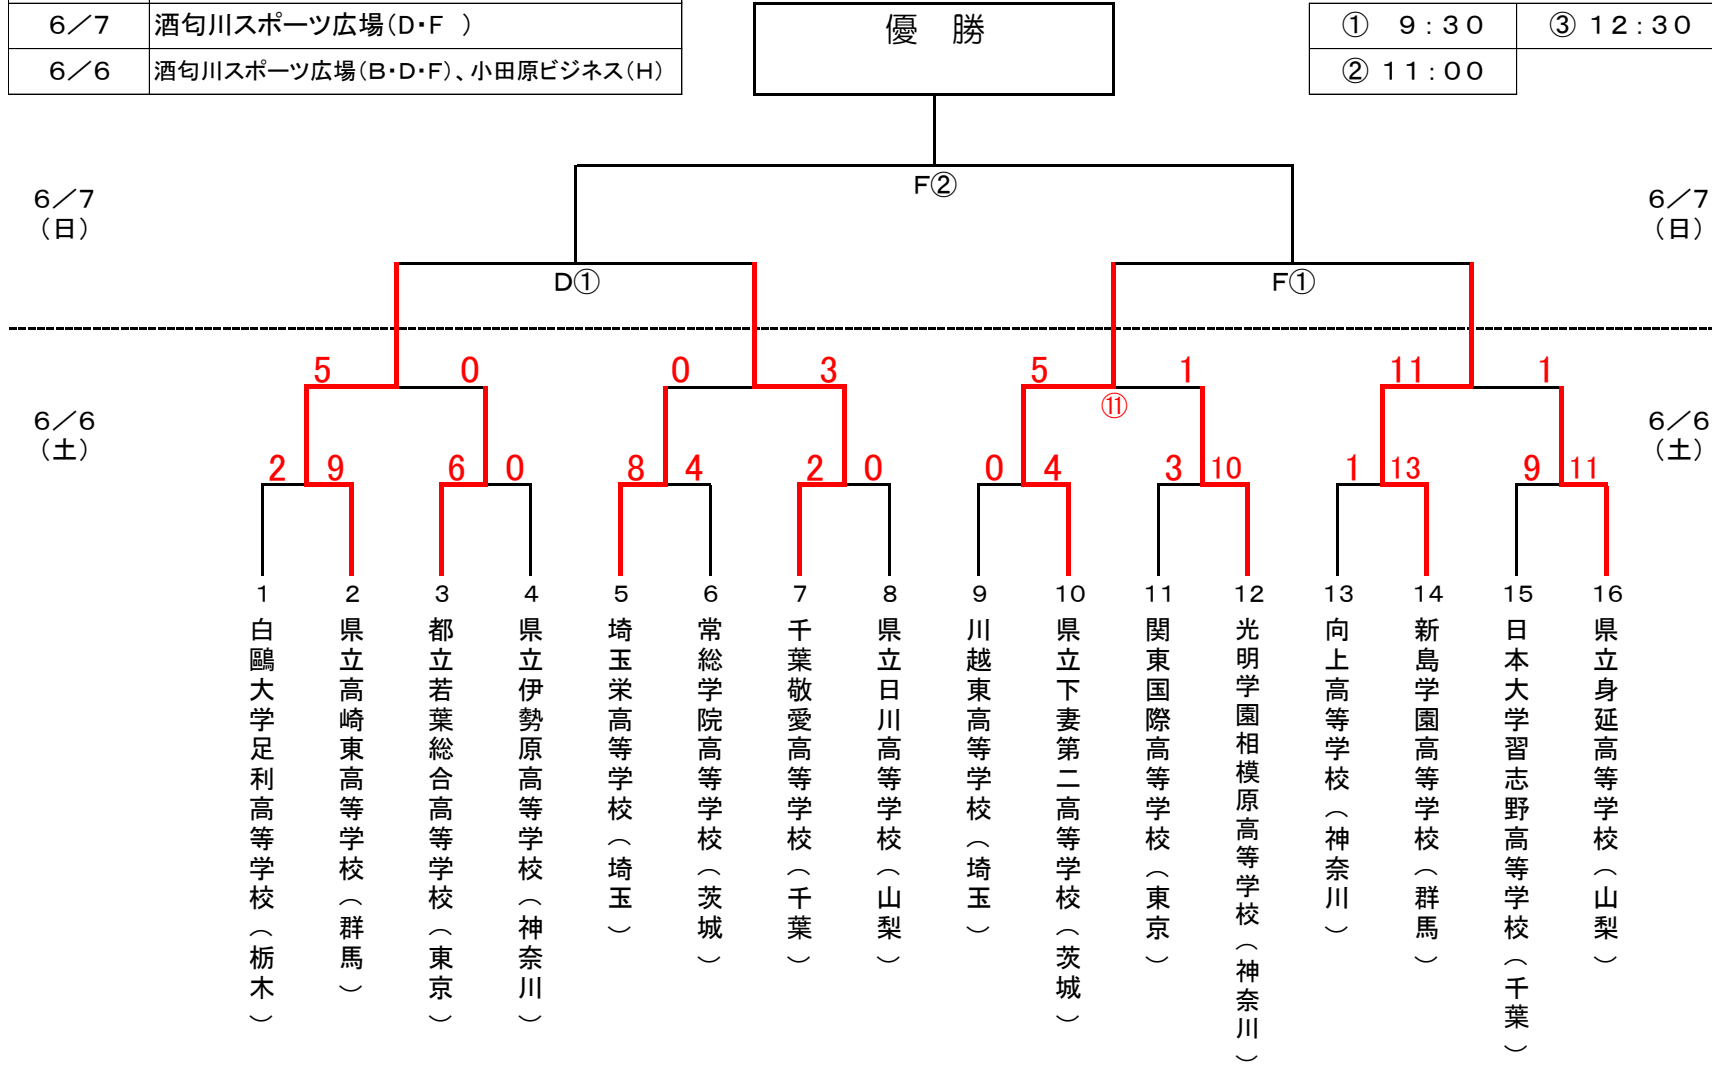 6／7 酒匂川スポーツ広場（D・F　）
6／6 酒匂川スポーツ広場（B・D・F）、小田原ビジネス（H）
優　勝
① 9：30 ③ 12：30
② 11：00
F②
6／7
（日）
6／7
（日）
D① F①
5 0 0 3 5 1 11 1
⑪
6／6
（土）
6／6
（土）
2 9 6 0 8 4 2 0 0 4 3 10 1 13 9 11
1 2 3 4 5 6 7 8 9 10 11 12 13 14 15 16
白鷗大学足利高等学校（栃木）
県立高崎東高等学校（群馬）
都立若葉総合高等学校（東京）
県立伊勢原高等学校（神奈川）
埼玉栄高等学校（埼玉）
常総学院高等学校（茨城）
千葉敬愛高等学校（千葉）
県立日川高等学校（山梨）
川越東高等学校（埼玉）
県立下妻第二高等学校（茨城）
関東国際高等学校（東京）
光明学園相模原高等学校（神奈川）
向上高等学校（神奈川）
新島学園高等学校（群馬）
日本大学習志野高等学校（千葉）
県立身延高等学校（山梨）